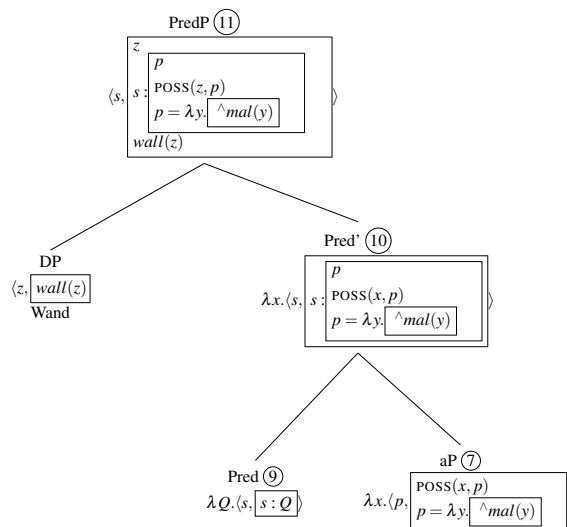 PredP ⑪
z
p
⟨s, s : POSS(z, p) ⟩
p = λy. ^mal(y)
wall(z)
DP
⟨z, wall(z)
Wand
Pred’ ⑩
p
λx.⟨s, s : POSS(x, p) ⟩
p = λy. ^mal(y)
Pred ⑨
λQ.⟨s, s : Q ⟩
aP ⑦
λx.⟨p, POSS(x, p)
p = λy. ^mal(y)